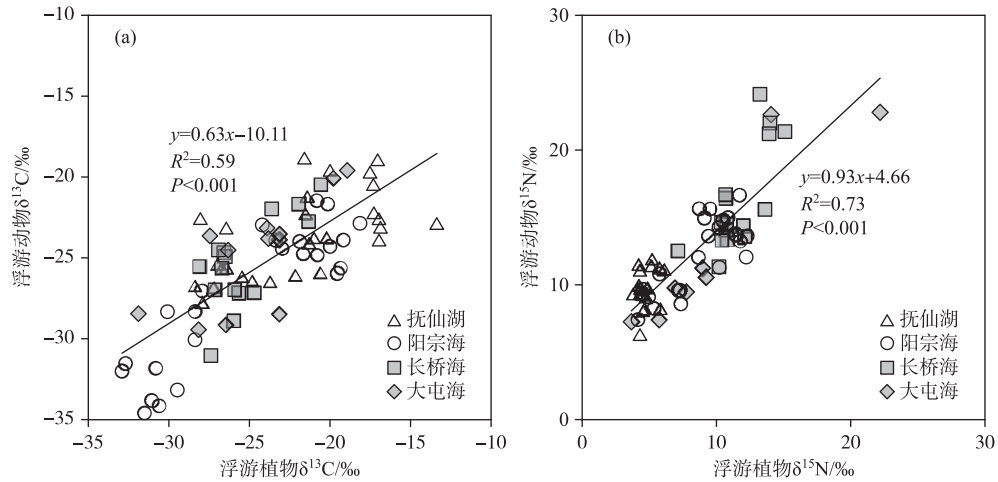 (a)
y=0.63x−10.11
R²=0.59
P<0.001
浮游动物δ¹³C/‰
−10
−15
−20
−25
−30
−35
抚仙湖
阳宗海
长桥海
大屯海
−35
−30
−25
−20
−15
−10
浮游植物δ¹³C/‰
(b)
y=0.93x+4.66
R²=0.73
P<0.001
浮游动物δ¹⁵N/‰
30
20
10
0
抚仙湖
阳宗海
长桥海
大屯海
0
10
20
30
浮游植物δ¹⁵N/‰